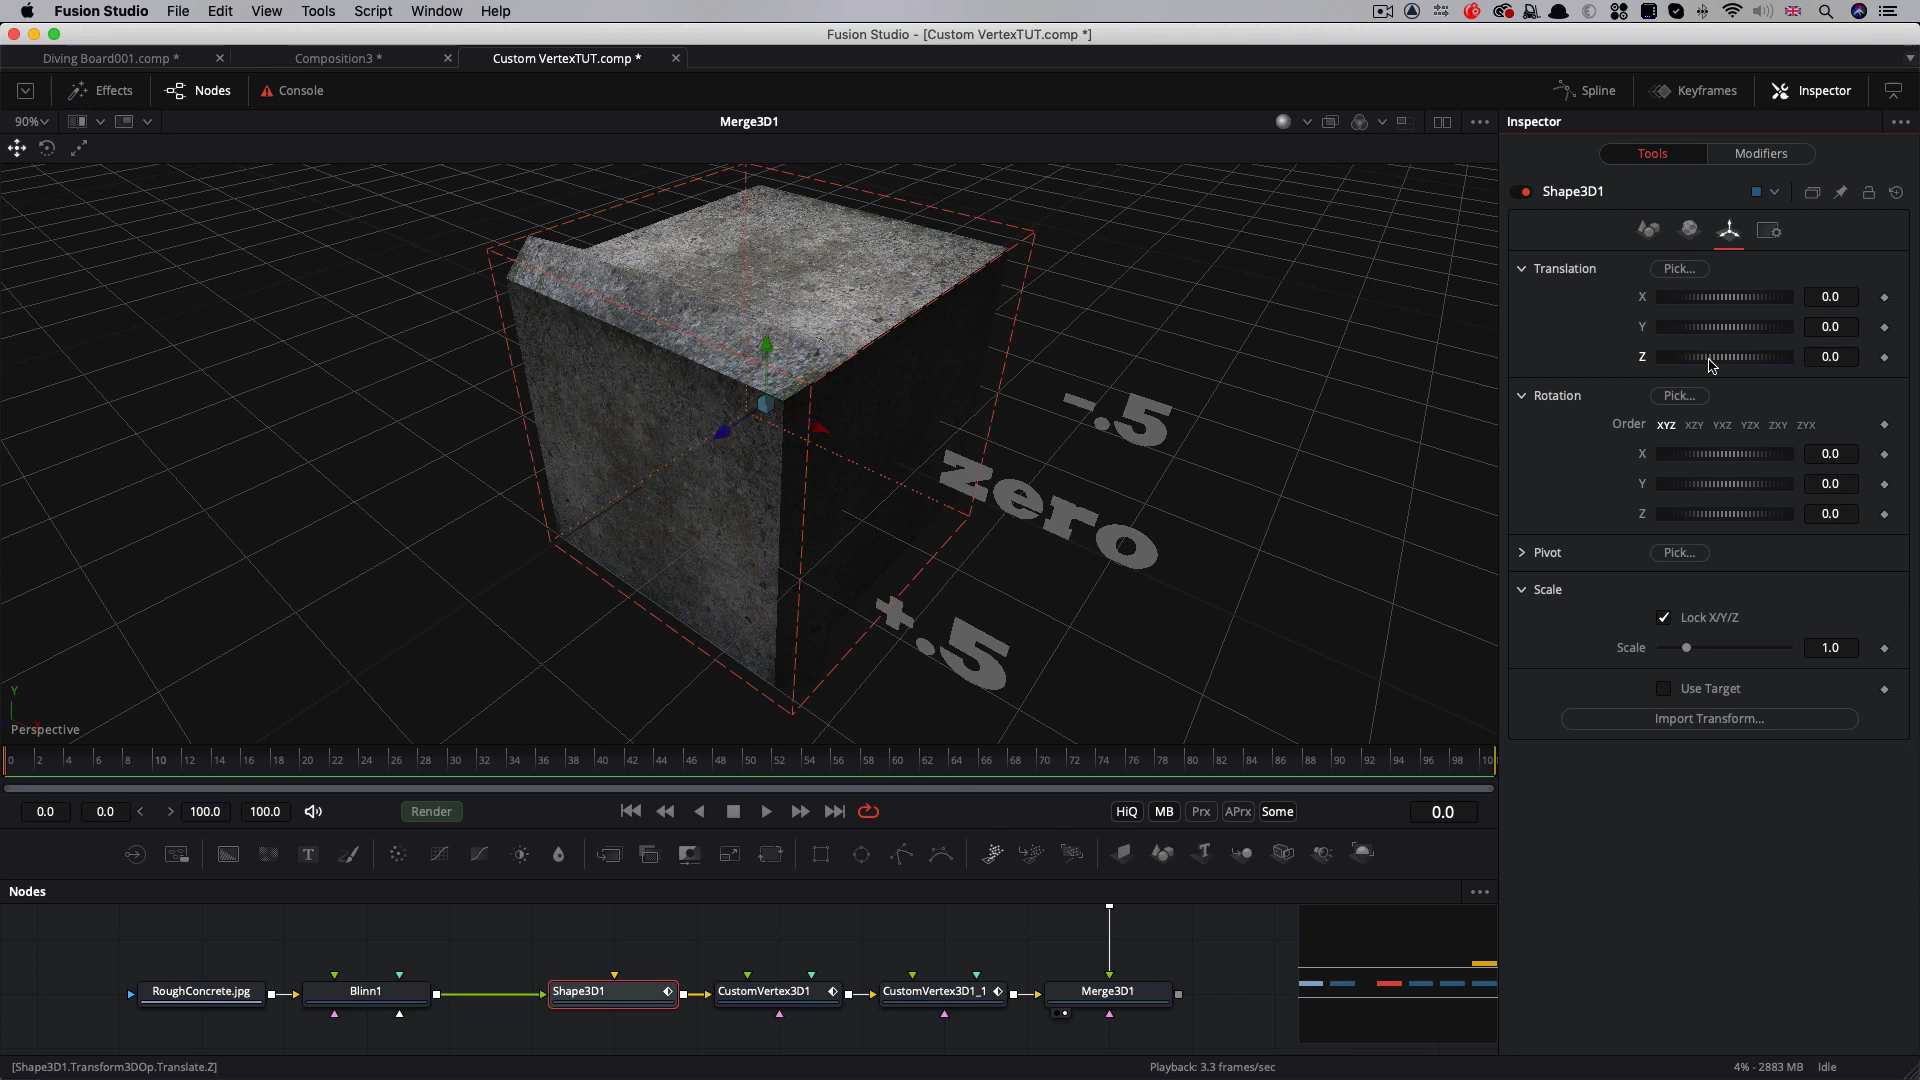 Fusion Studio File Edit View Tools Script Window Help
Fusion Studio - [Custom VertexTUT.comp *]
Diving Board001.comp * Composition3 * Custom VertexTUT.comp *
Effects Nodes Console Spline Keyframes Inspector
90% Merge3D1 Inspector
Tools Modifiers
Shape3D1
Translation Pick...
X 0.0
Y 0.0
Z 0.0
Rotation Pick...
Order XYZ XZY YXZ YZX ZXY ZYX
X 0.0
Y 0.0
Z 0.0
Pivot Pick...
Scale
Lock X/Y/Z
Scale 1.0
Use Target
Import Transform...
-.5
zero
+.5
Y
X
Perspective
0 2 4 6 8 10 12 14 16 18 20 22 24 26 28 30 32 34 36 38 40 42 44 46 48 50 52 54 56 58 60 62 64 66 68 70 72 74 76 78 80 82 84 86 88 90 92 94 96 98 10
0.0 0.0 < > 100.0 100.0 Render HiQ MB Prx APrx Some 0.0
Nodes
RoughConcrete.jpg Blinn1 Shape3D1 CustomVertex3D1 CustomVertex3D1_1 Merge3D1
[Shape3D1.Transform3DOp.Translate.Z] Playback: 3.3 frames/sec 4% - 2883 MB Idle